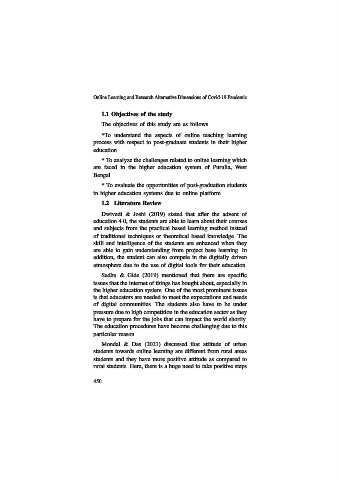 Online Learning and Research Alternative Dimensions of Covid-19 Pandemic
1.1 Objectives of the study
The objectives of this study are as follows
*To understand the aspects of online teaching learning
process with respect to post-graduate students in their higher
education
* To analyze the challenges related to online learning which
are faced in the higher education system of Purulia, West
Bengal
* To evaluate the opportunities of post-graduation students
in higher education systems due to online platform
1.2 Literature Review
Dwivedi & Joshi (2019) stated that after the advent of
education 4.0, the students are able to learn about their courses
and subjects from the practical based learning method instead
of traditional techniques or theoretical based knowledge. The
skill and intelligence of the students are enhanced when they
are able to gain understanding from project base learning. In
addition, the student can also compete in the digitally driven
atmosphere due to the use of digital tools for their education.
& Gide (2019) mentioned that there are specific
issues that the internet of things has bought about, especially in
the higher education system. One of the most prominent issues
is that educators are needed to meet the expectations and needs
of digital communities. The students also have to be under
pressure due to high competition in the education sector as they
have to prepare for the jobs that can impact the world shortly.
The education procedures have become challenging due to this
particular reason
Mondal & Das (2021) discussed that attitude of urban
students towards online learning are different from rural areas
students and they have more positive attitude as compared to
rural students. Here, there is a huge need to take positive steps